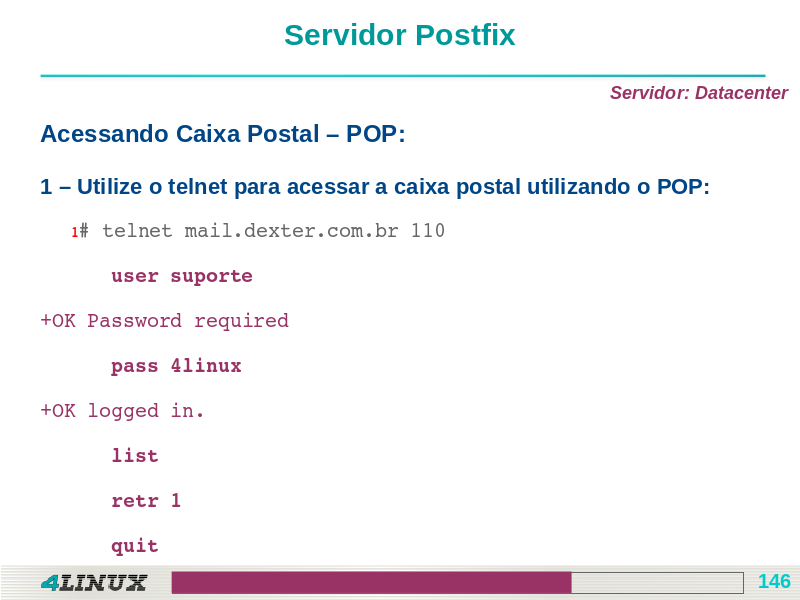 Servidor Postfix
Servidor: Datacenter
Acessando Caixa Postal – POP:
1 – Utilize o telnet para acessar a caixa postal utilizando o POP:
1# telnet mail.dexter.com.br 110
user suporte
+OK Password required
pass 4linux
+OK logged in.
list
retr 1
quit
4LINUX
146